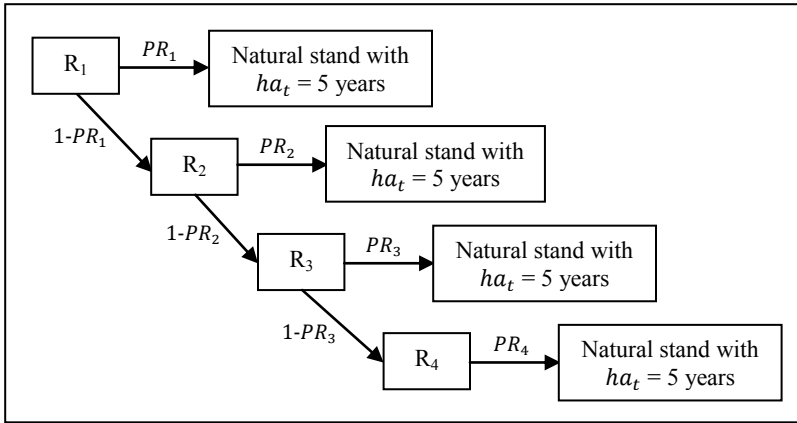 R₁
PR₁
Natural stand with
haₜ = 5 years
1-PR₁
R₂
PR₂
Natural stand with
haₜ = 5 years
1-PR₂
R₃
PR₃
Natural stand with
haₜ = 5 years
1-PR₃
R₄
PR₄
Natural stand with
haₜ = 5 years